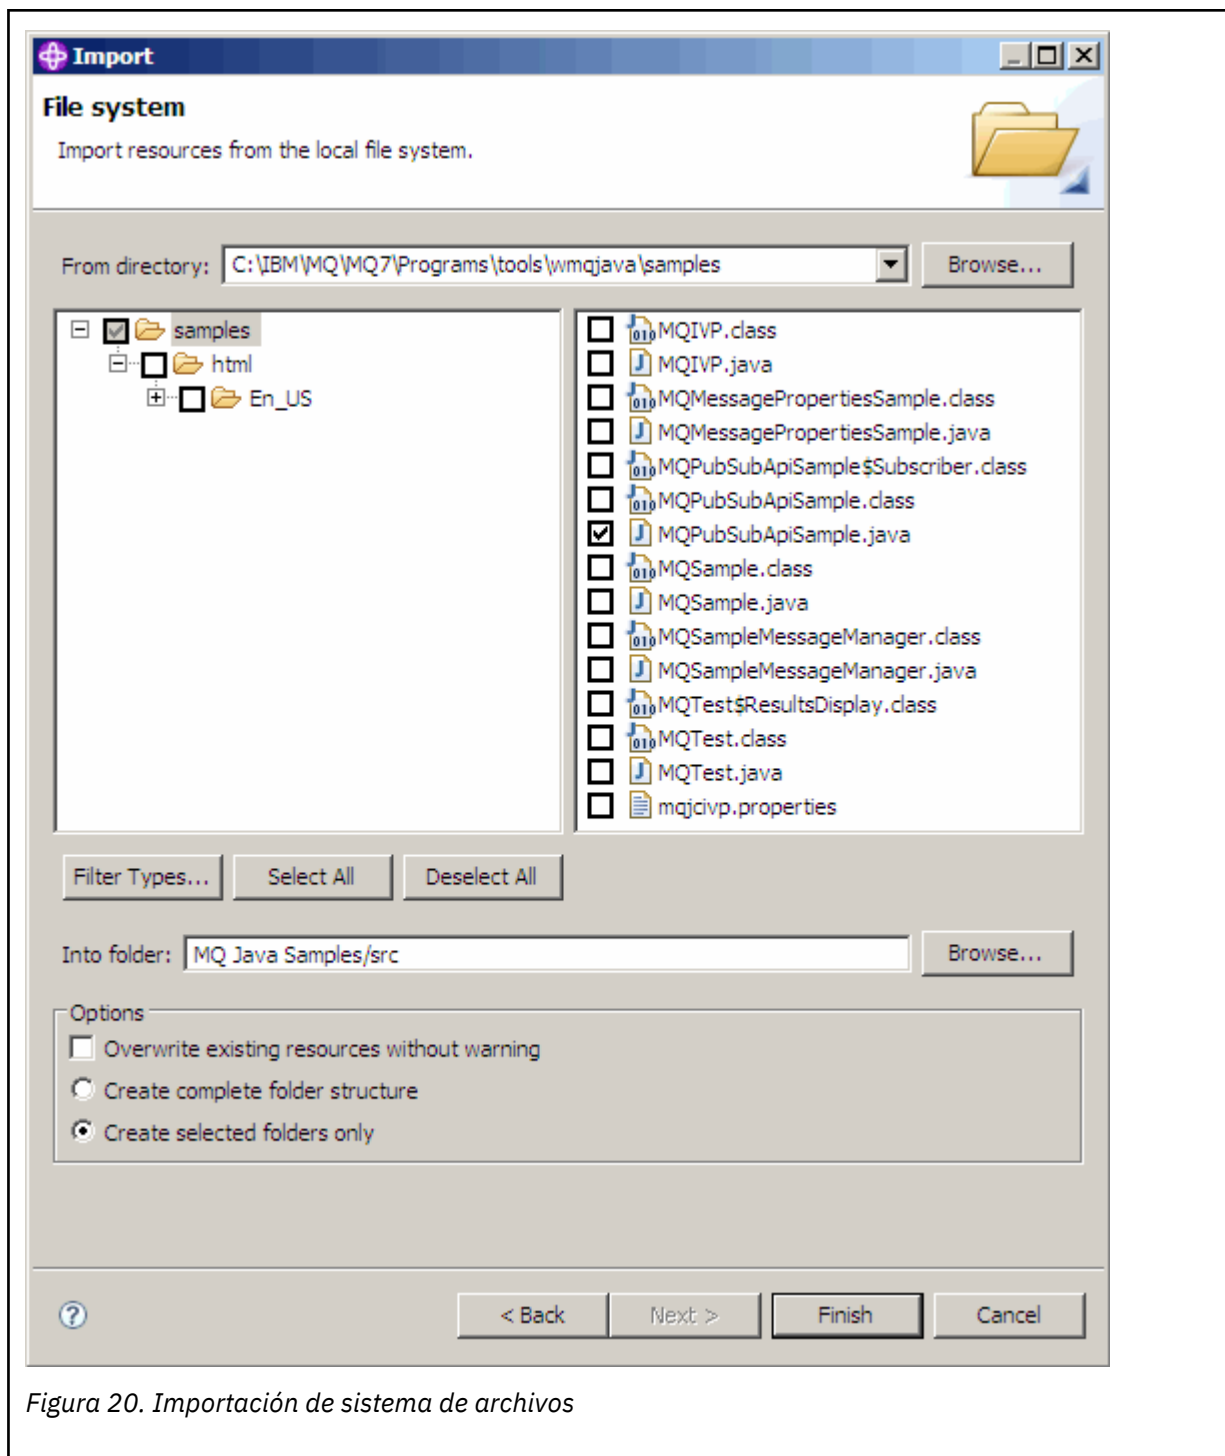 Import
File system
Import resources from the local file system.
From directory: C:\IBM\MQ\MQ7\Programs\tools\wmqjava\samples Browse...
samples
html
En_US
MQIVP.class
MQIVP.java
MQMessagePropertiesSample.class
MQMessagePropertiesSample.java
MQPubSubApiSample$Subscriber.class
MQPubSubApiSample.class
MQPubSubApiSample.java
MQSample.class
MQSample.java
MQSampleMessageManager.class
MQSampleMessageManager.java
MQTest$ResultsDisplay.class
MQTest.class
MQTest.java
mqjcivp.properties
Filter Types... Select All Deselect All
Into folder: MQ Java Samples/src Browse...
Options
Overwrite existing resources without warning
Create complete folder structure
Create selected folders only
< Back Next > Finish Cancel
Figura 20. Importación de sistema de archivos